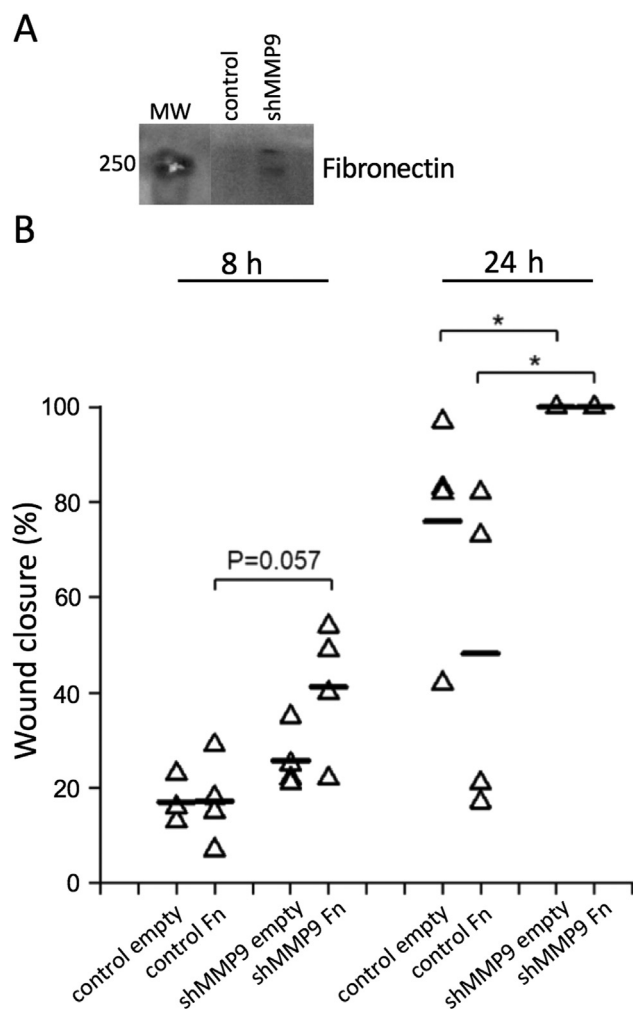 A
MW
control
shMMP9
250
Fibronectin
B
8 h
24 h
*
*
P=0.057
Wound closure (%)
100
80
60
40
20
0
control empty
control Fn
shMMP9 empty
shMMP9 Fn
control empty
control Fn
shMMP9 empty
shMMP9 Fn